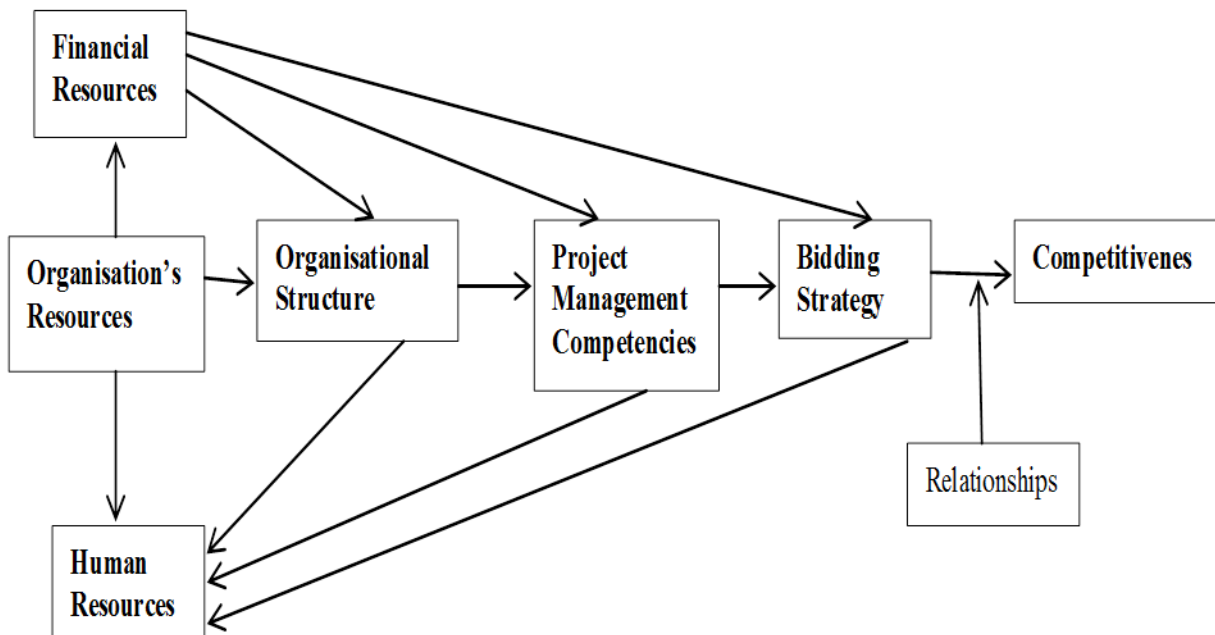 Financial
Resources
Organisation’s
Resources
Organisational
Structure
Project
Management
Competencies
Bidding
Strategy
Competitivenes
Relationships
Human
Resources